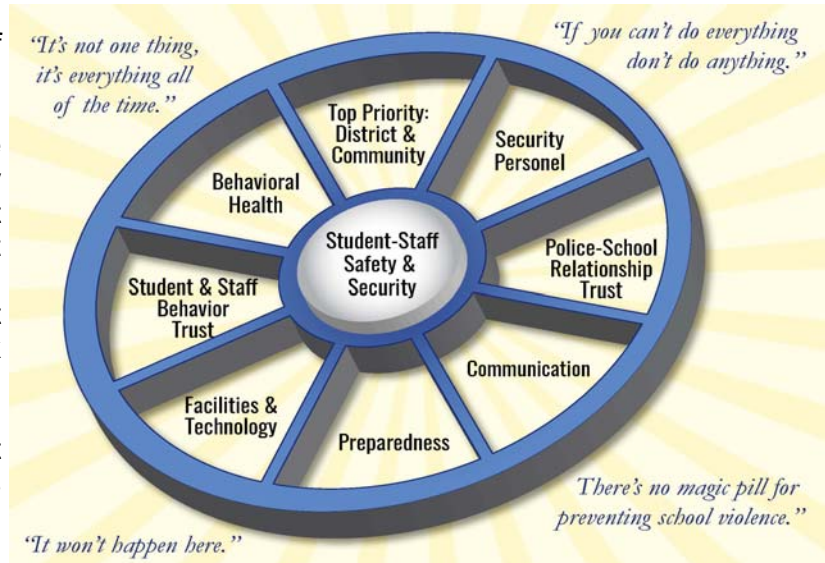 “It’s not one thing,
it’s everything all
of the time.”
“If you can’t do everything
don’t do anything.”
Top Priority:
District &
Community
Security
Personel
Behavioral
Health
Student-Staff
Safety &
Security
Police-School
Relationship
Trust
Student & Staff
Behavior
Trust
Communication
Facilities &
Technology
Preparedness
There’s no magic pill for
preventing school violence.”
“It won’t happen here.”